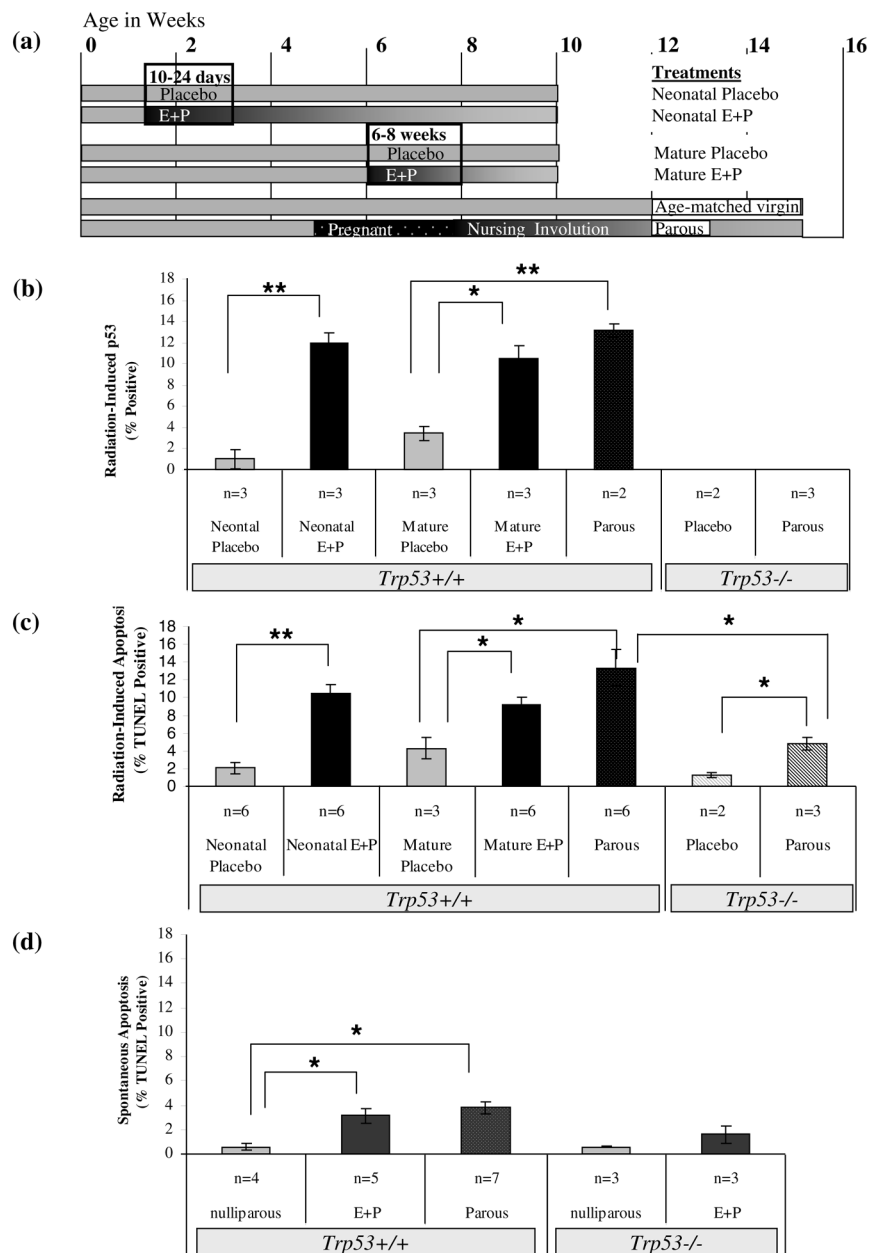 Age in Weeks
(a)
0 2 4 6 8 10 12 14 16
10-24 days
Treatments
Placebo
Neonatal Placebo
E+P
Neonatal E+P
6-8 weeks
Placebo
Mature Placebo
E+P
Mature E+P
Age-matched virgin
Pregnant Nursing Involution Parous
(b)
Radiation-Induced p53
(% Positive)
18
16
14
12
10
8
6
4
2
0
** * **
n=3 n=3 n=3 n=3 n=2 n=2 n=3
Neontal Neonatal Mature Mature Parous Placebo Parous
Placebo E+P Placebo E+P
Trp53+/+ Trp53-/-
(c)
Radiation-Induced Apoptosi
(% TUNEL Positive)
18
16
14
12
10
8
6
4
2
0
** * * * *
n=6 n=6 n=3 n=6 n=6 n=2 n=3
Neonatal Neonatal E+P Mature Mature E+P Parous Placebo Parous
Placebo Placebo
Trp53+/+ Trp53-/-
(d)
Spontaneous Apoptosis
(% TUNEL Positive)
18
16
14
12
10
8
6
4
2
0
* *
n=4 n=5 n=7 n=3 n=3
nulliparous E+P Parous nulliparous E+P
Trp53+/+ Trp53-/-